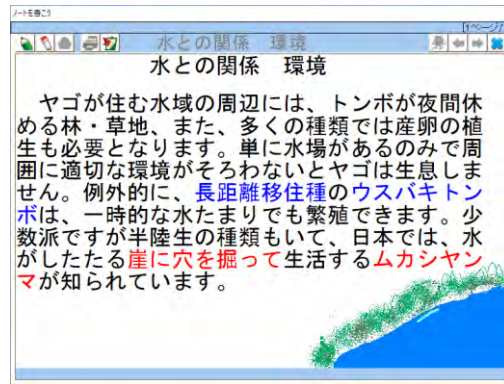 ノートを書こう
[1ページ/
水との関係 環境
水との関係 環境
ヤゴが住む水域の周辺には、トンボが夜間休
める林・草地、また、多くの種類では産卵の植
生も必要となります。単に水場があるのみで周
囲に適切な環境がそろわないとヤゴは生息しま
せん。例外的に、長距離移住種のウスバキトン
ボは、一時的な水たまりでも繁殖できます。少
数派ですが半陸生の種類もいて、日本では、水
がしたたる崖に穴を掘って生活するムカシヤン
マが知られています。